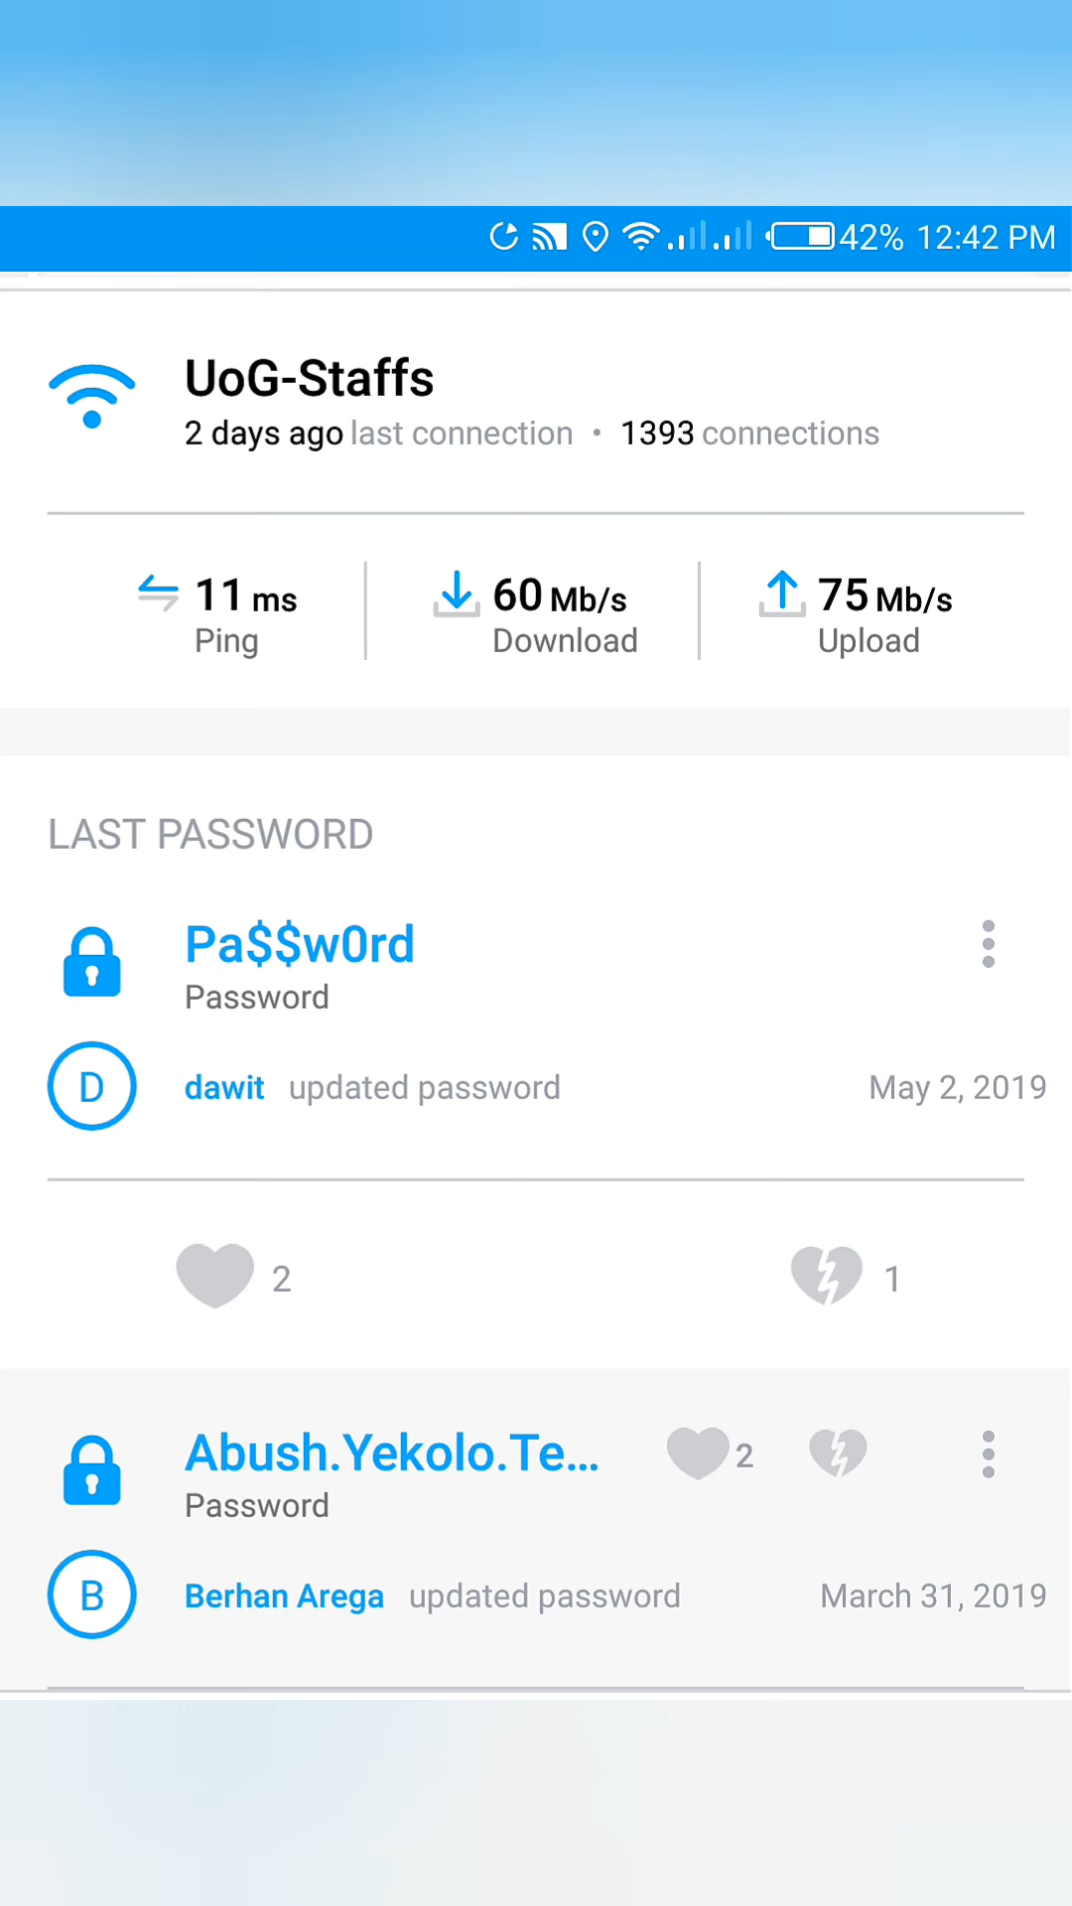 42% 12:42 PM
UoG-Staffs
2 days ago last connection • 1393 connections
11 ms
Ping
60 Mb/s
Download
75 Mb/s
Upload
LAST PASSWORD
Pa$$w0rd
Password
D
dawit updated password May 2, 2019
2
1
Abush.Yekolo.Te... 2
Password
B
Berhan Arega updated password March 31, 2019